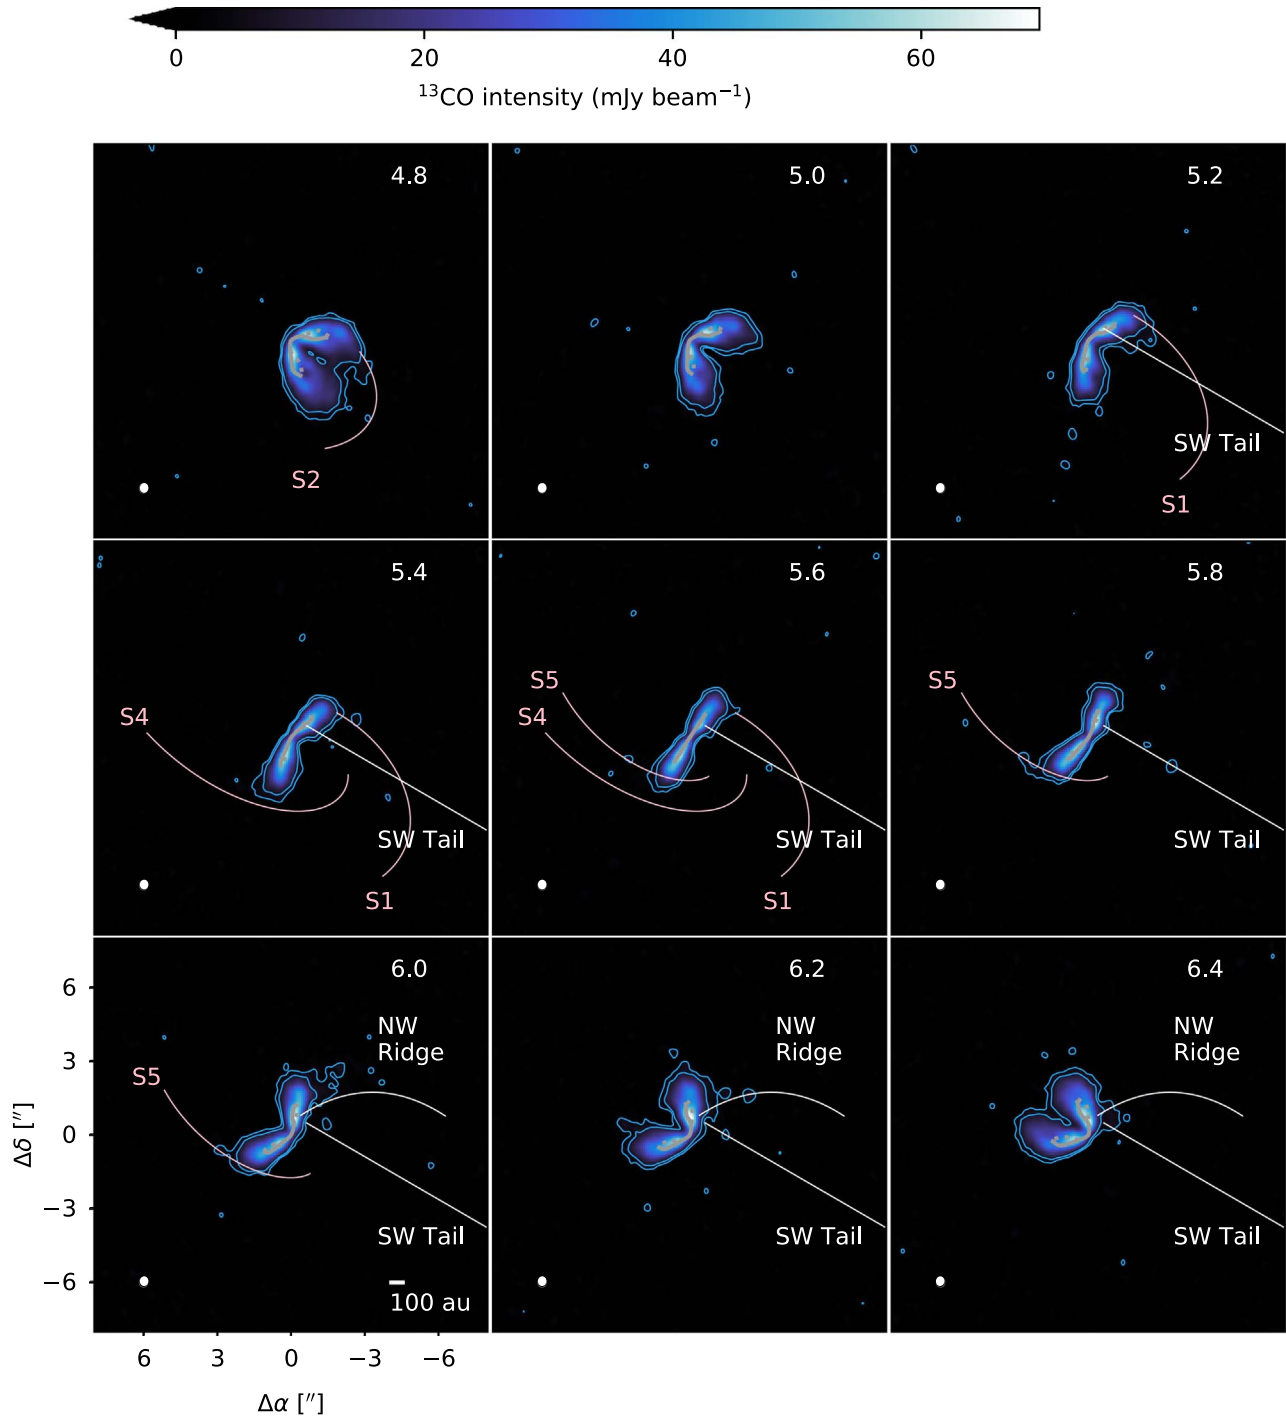 0 20 40 60
¹³CO intensity (mJy beam⁻¹)
4.8 5.0 5.2
S2
SW Tail
S1
5.4 5.6 5.8
S4
SW Tail
S1
S5
S4
SW Tail
S1
S5
SW Tail
6.0 6.2 6.4
NW
Ridge
S5
SW Tail
100 au
NW
Ridge
SW Tail
NW
Ridge
SW Tail
6
3
0
−3
−6
Δδ [″]
6 3 0 −3 −6
Δα [″]